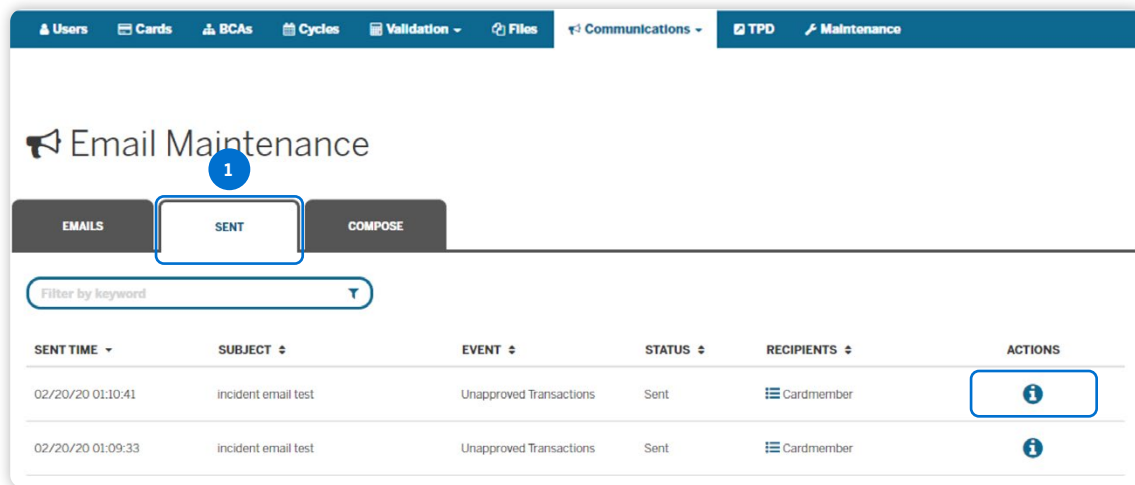 Users Cards BCAs Cycles Validation Files Communications TPD Maintenance
Email Maintenance
1
EMAILS SENT COMPOSE
Filter by keyword
SENT TIME SUBJECT EVENT STATUS RECIPIENTS ACTIONS
02/20/20 01:10:41 incident email test Unapproved Transactions Sent Cardmember
02/20/20 01:09:33 incident email test Unapproved Transactions Sent Cardmember